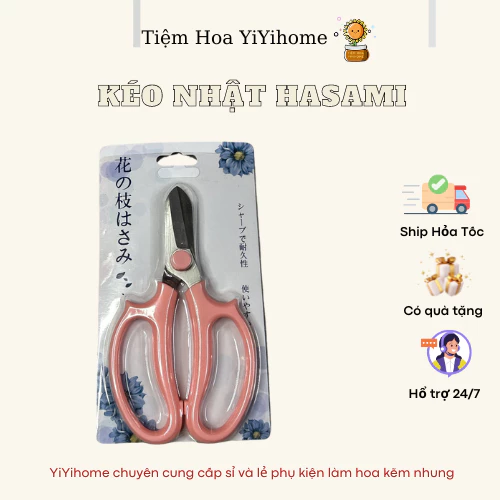 Tiệm Hoa YiYihome
KÉO NHẬT HASAMI
花の枝はさみ
シャープで耐久性
使いやす
Ship Hỏa Tôc
Có quà tặng
Hổ trợ 24/7
YiYihome chuyên cung cấp sỉ và lẻ phụ kiện làm hoa kẽm nhung